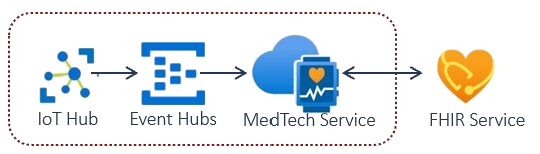 IoT Hub
Event Hubs
MedTech Service
FHIR Service